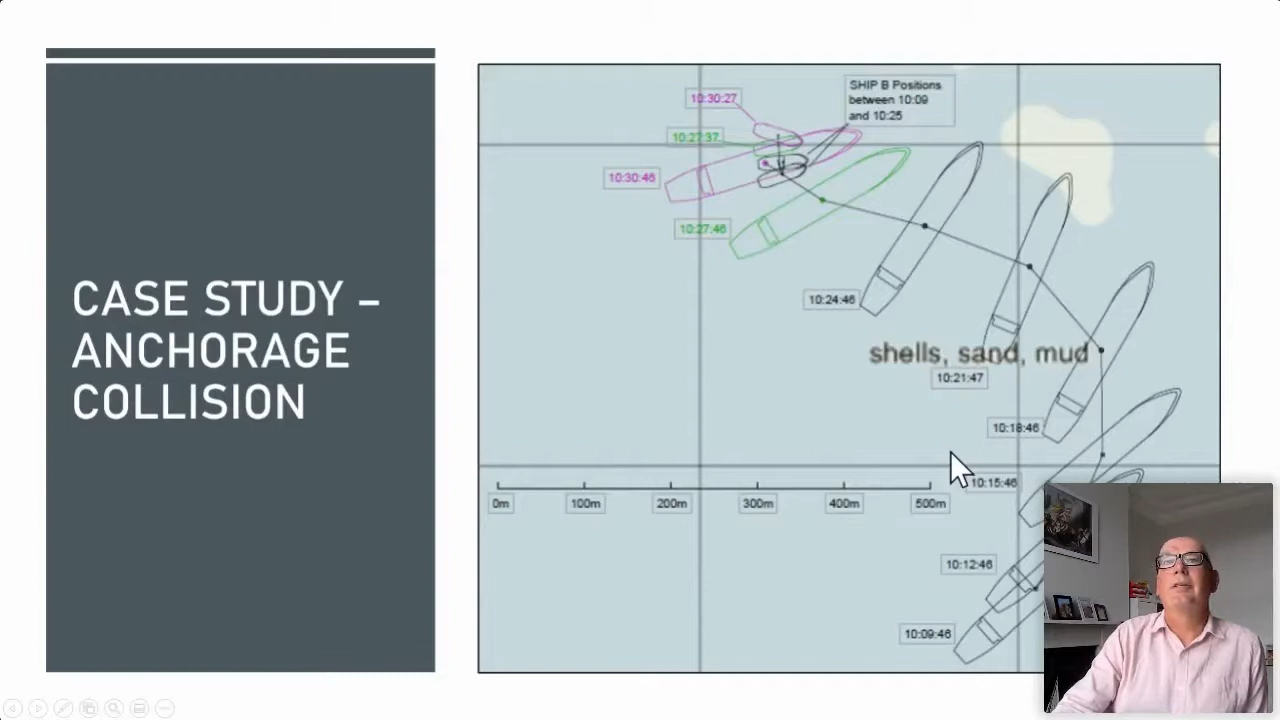 CASE STUDY –
ANCHORAGE
COLLISION
SHIP B Positions
between 10:09
and 10:25
10:30:27
10:27:37
10:30:46
10:27:46
10:24:46
shells, sand, mud
10:21:47
10:18:46
10:15:46
0m 100m 200m 300m 400m 500m
10:12:46
10:09:46